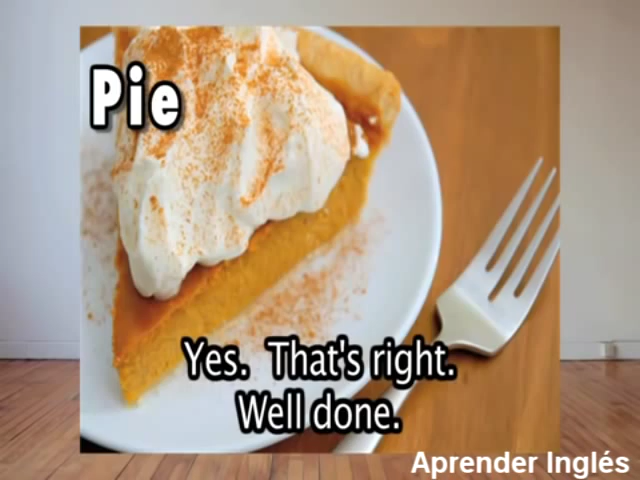 Pie
Yes. That's right.
Well done.
Aprender Inglés